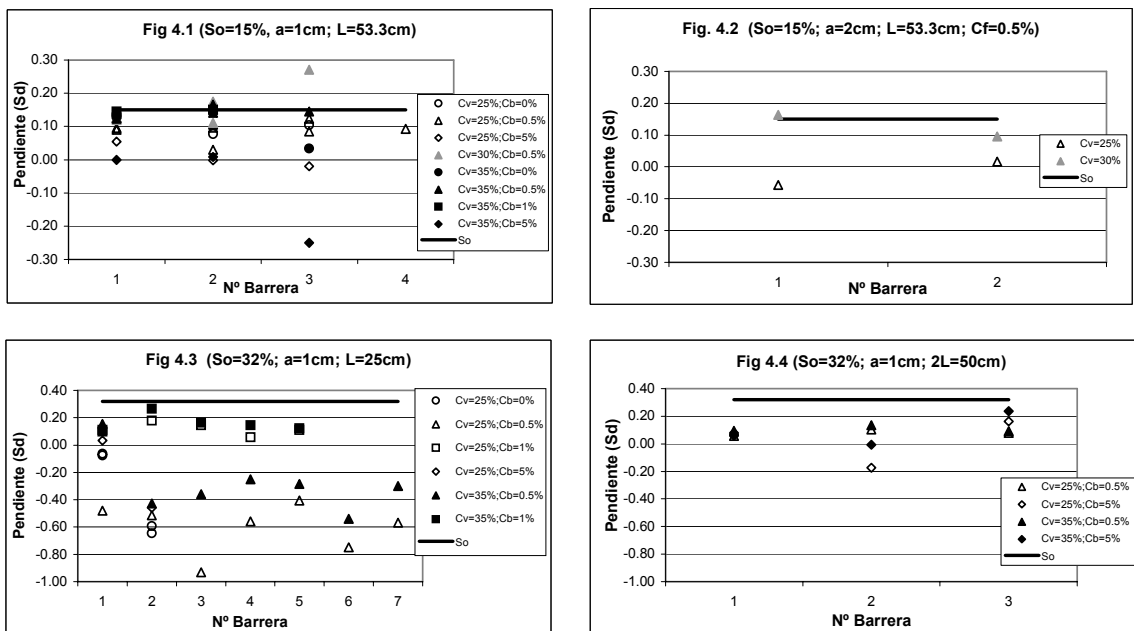 Fig 4.1 (So=15%, a=1cm; L=53.3cm)
Pendiente (Sd)
0.30
0.20
0.10
0.00
-0.10
-0.20
-0.30
1 2 3 4
Nº Barrera
Cv=25%;Cb=0%
Cv=25%;Cb=0.5%
Cv=25%;Cb=5%
Cv=30%;Cb=0.5%
Cv=35%;Cb=0%
Cv=35%;Cb=0.5%
Cv=35%;Cb=1%
Cv=35%;Cb=5%
So
Fig. 4.2 (So=15%; a=2cm, L=53.3cm; Cf=0.5%)
Pendiente (Sd)
0.30
0.20
0.10
0.00
-0.10
-0.20
-0.30
1 2
Nº Barrera
Cv=25%
Cv=30%
So
Fig 4.3 (So=32%; a=1cm; L=25cm)
Pendiente (Sd)
0.40
0.20
0.00
-0.20
-0.40
-0.60
-0.80
-1.00
1 2 3 4 5 6 7
Nº Barrera
Cv=25%;Cb=0%
Cv=25%;Cb=0.5%
Cv=25%;Cb=1%
Cv=25%;Cb=5%
Cv=35%;Cb=0.5%
Cv=35%;Cb=1%
So
Fig 4.4 (So=32%; a=1cm; 2L=50cm)
Pendiente (Sd)
0.40
0.20
0.00
-0.20
-0.40
-0.60
-0.80
-1.00
1 2 3
Nº Barrera
Cv=25%;Cb=0.5%
Cv=25%;Cb=5%
Cv=35%;Cb=0.5%
Cv=35%;Cb=5%
So